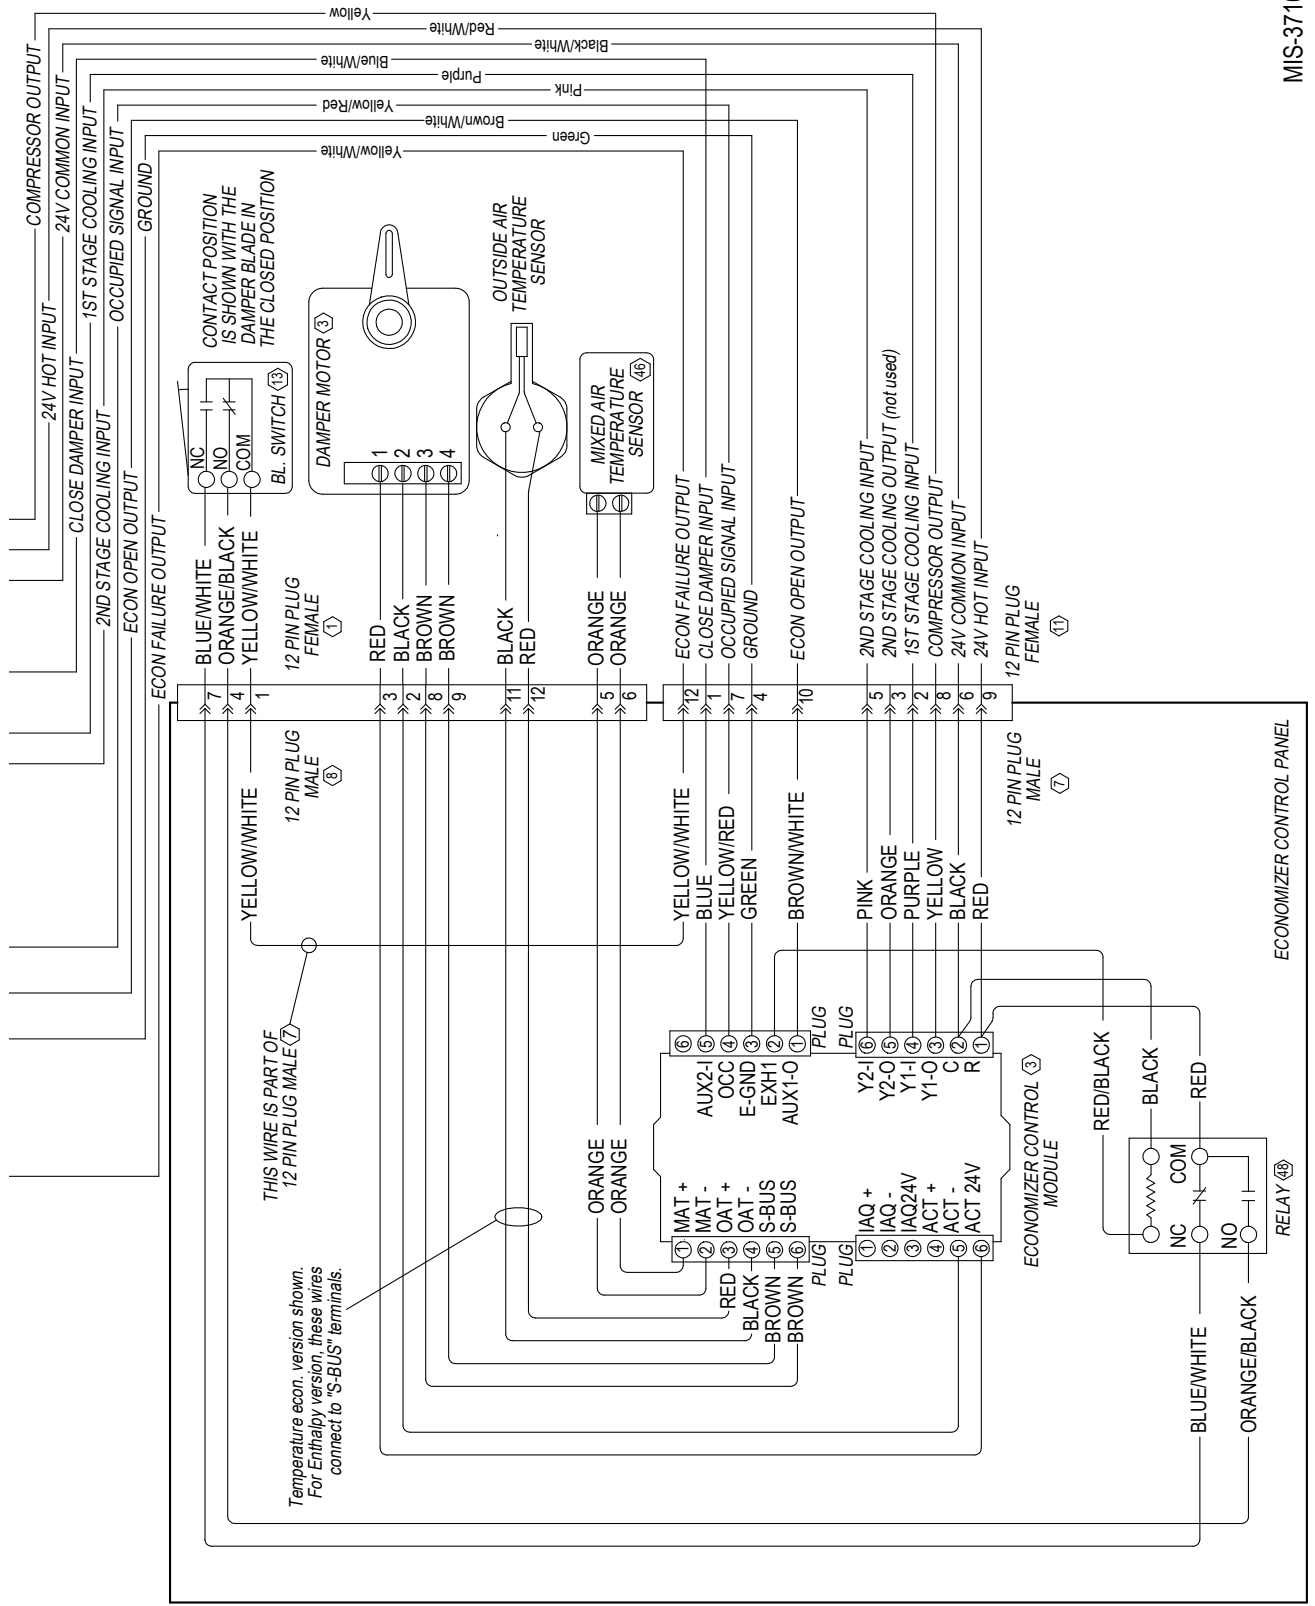 Yellow
Red/White
Black/White
Blue/White
Purple
Pink
Yellow/Red
Brown/White
Green
Yellow/White
COMPRESSOR OUTPUT
24V HOT INPUT
24V COMMON INPUT
CLOSE DAMPER INPUT
1ST STAGE COOLING INPUT
2ND STAGE COOLING INPUT
OCCUPIED SIGNAL INPUT
ECON OPEN OUTPUT
GROUND
ECON FAILURE OUTPUT
CONTACT POSITION
IS SHOWN WITH THE
DAMPER BLADE IN
THE CLOSED POSITION
NC
NO
COM
BL. SWITCH 13
BLUE/WHITE
ORANGE/BLACK
YELLOW/WHITE
7
4
1
12 PIN PLUG
FEMALE
1
12 PIN PLUG
MALE
8
YELLOW/WHITE
DAMPER MOTOR 3
1
2
3
4
RED
BLACK
BROWN
BROWN
3
2
8
9
OUTSIDE AIR
TEMPERATURE
SENSOR
BLACK
RED
11
12
MIXED AIR
TEMPERATURE
SENSOR 46
ORANGE
ORANGE
5
6
ECON FAILURE OUTPUT
CLOSE DAMPER INPUT
OCCUPIED SIGNAL INPUT
GROUND
ECON OPEN OUTPUT
2ND STAGE COOLING INPUT
2ND STAGE COOLING OUTPUT (not used)
1ST STAGE COOLING INPUT
COMPRESSOR OUTPUT
24V COMMON INPUT
24V HOT INPUT
12
1
7
4
10
5
3
2
8
6
9
12 PIN PLUG
FEMALE
11
12 PIN PLUG
MALE
7
YELLOW/WHITE
BLUE
YELLOW/RED
GREEN
BROWN/WHITE
PINK
ORANGE
PURPLE
YELLOW
BLACK
RED
THIS WIRE IS PART OF
12 PIN PLUG MALE 7
Temperature econ. version shown.
For Enthalpy version, these wires
connect to "S-BUS" terminals.
6
5
4
3
2
1
PLUG
AUX2-I
OCC
E-GND
EXH1
AUX1-O
PLUG
6
5
4
3
2
1
Y2-I
Y2-O
Y1-I
Y1-O
C
R
ORANGE
ORANGE
MAT +
MAT -
OAT +
OAT -
S-BUS
S-BUS
1
2
3
4
5
6
PLUG
RED
BLACK
BROWN
BROWN
IAQ +
IAQ -
IAQ24V
ACT +
ACT -
ACT 24V
1
2
3
4
5
6
PLUG
ECONOMIZER CONTROL 3
MODULE
RED/BLACK
BLACK
RED
COM
NC
NO
RELAY 48
BLUE/WHITE
ORANGE/BLACK
ECONOMIZER CONTROL PANEL